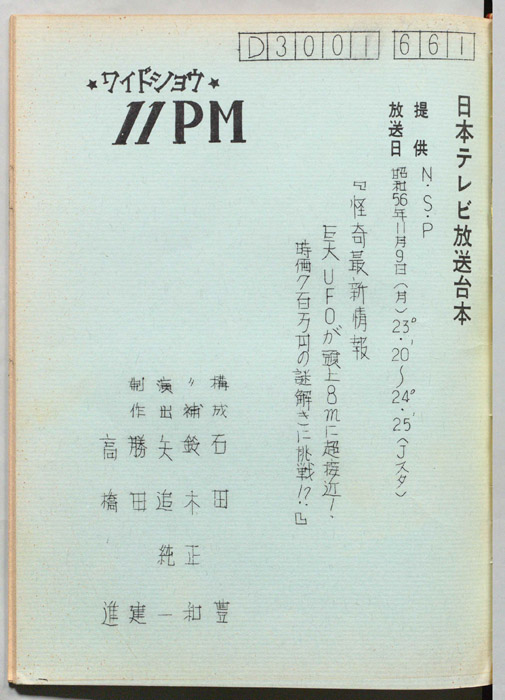 D3001661
日本テレビ放送台本
提供 N・S・P
放送日 昭和56年11月9日(月)23°・20'〜24°・25'(Jスタ)
★ワイドショウ★
11PM
『怪奇最新情報
巨大UFOが頭上8mに超接近!
時価7百万円の謎解きに挑戦!?』
構成 石田 豊
〃補 鈴木正和
演出 矢追純一
制作 勝田建
高橋進